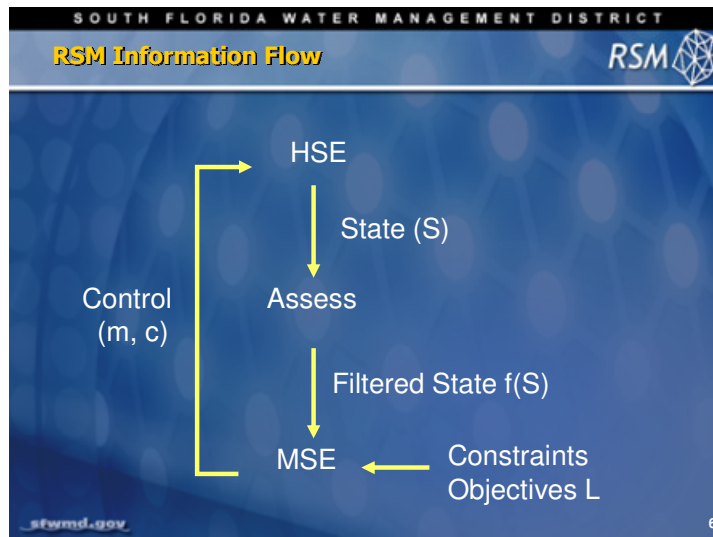 SOUTH FLORIDA WATER MANAGEMENT DISTRICT
RSM Information Flow
RSM
HSE
State (S)
Control
(m, c)
Assess
Filtered State f(S)
MSE
Constraints
Objectives L
sfwmd.gov
6